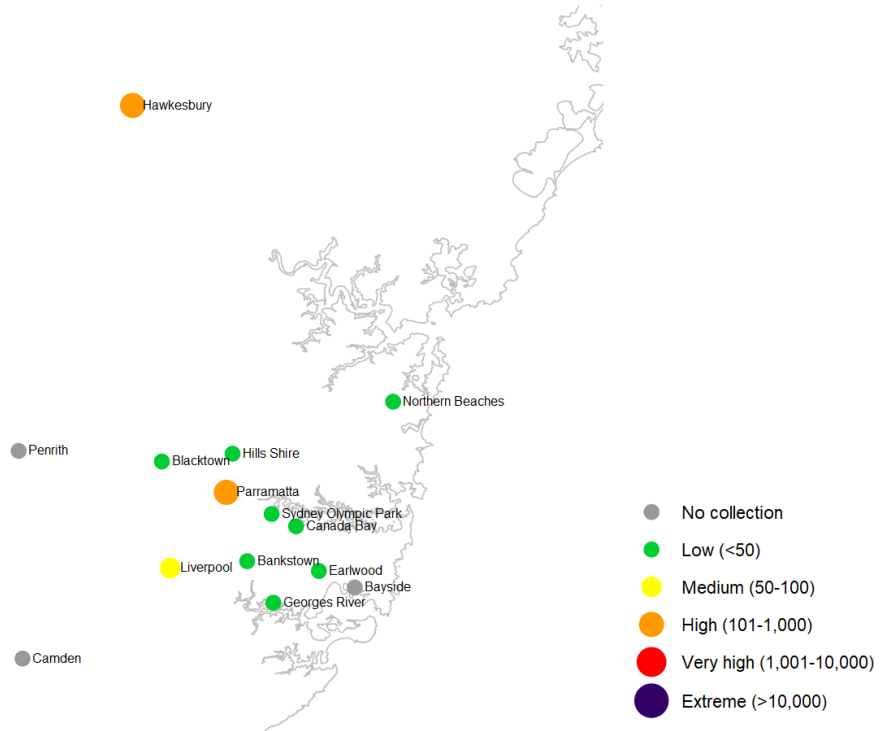 Hawkesbury
Northern Beaches
Penrith
Hills Shire
Blacktown
Parramatta
Sydney Olympic Park
Canada Bay
Bankstown
Liverpool
Earlwood
Bayside
Georges River
Camden
No collection
Low (<50)
Medium (50-100)
High (101-1,000)
Very high (1,001-10,000)
Extreme (>10,000)